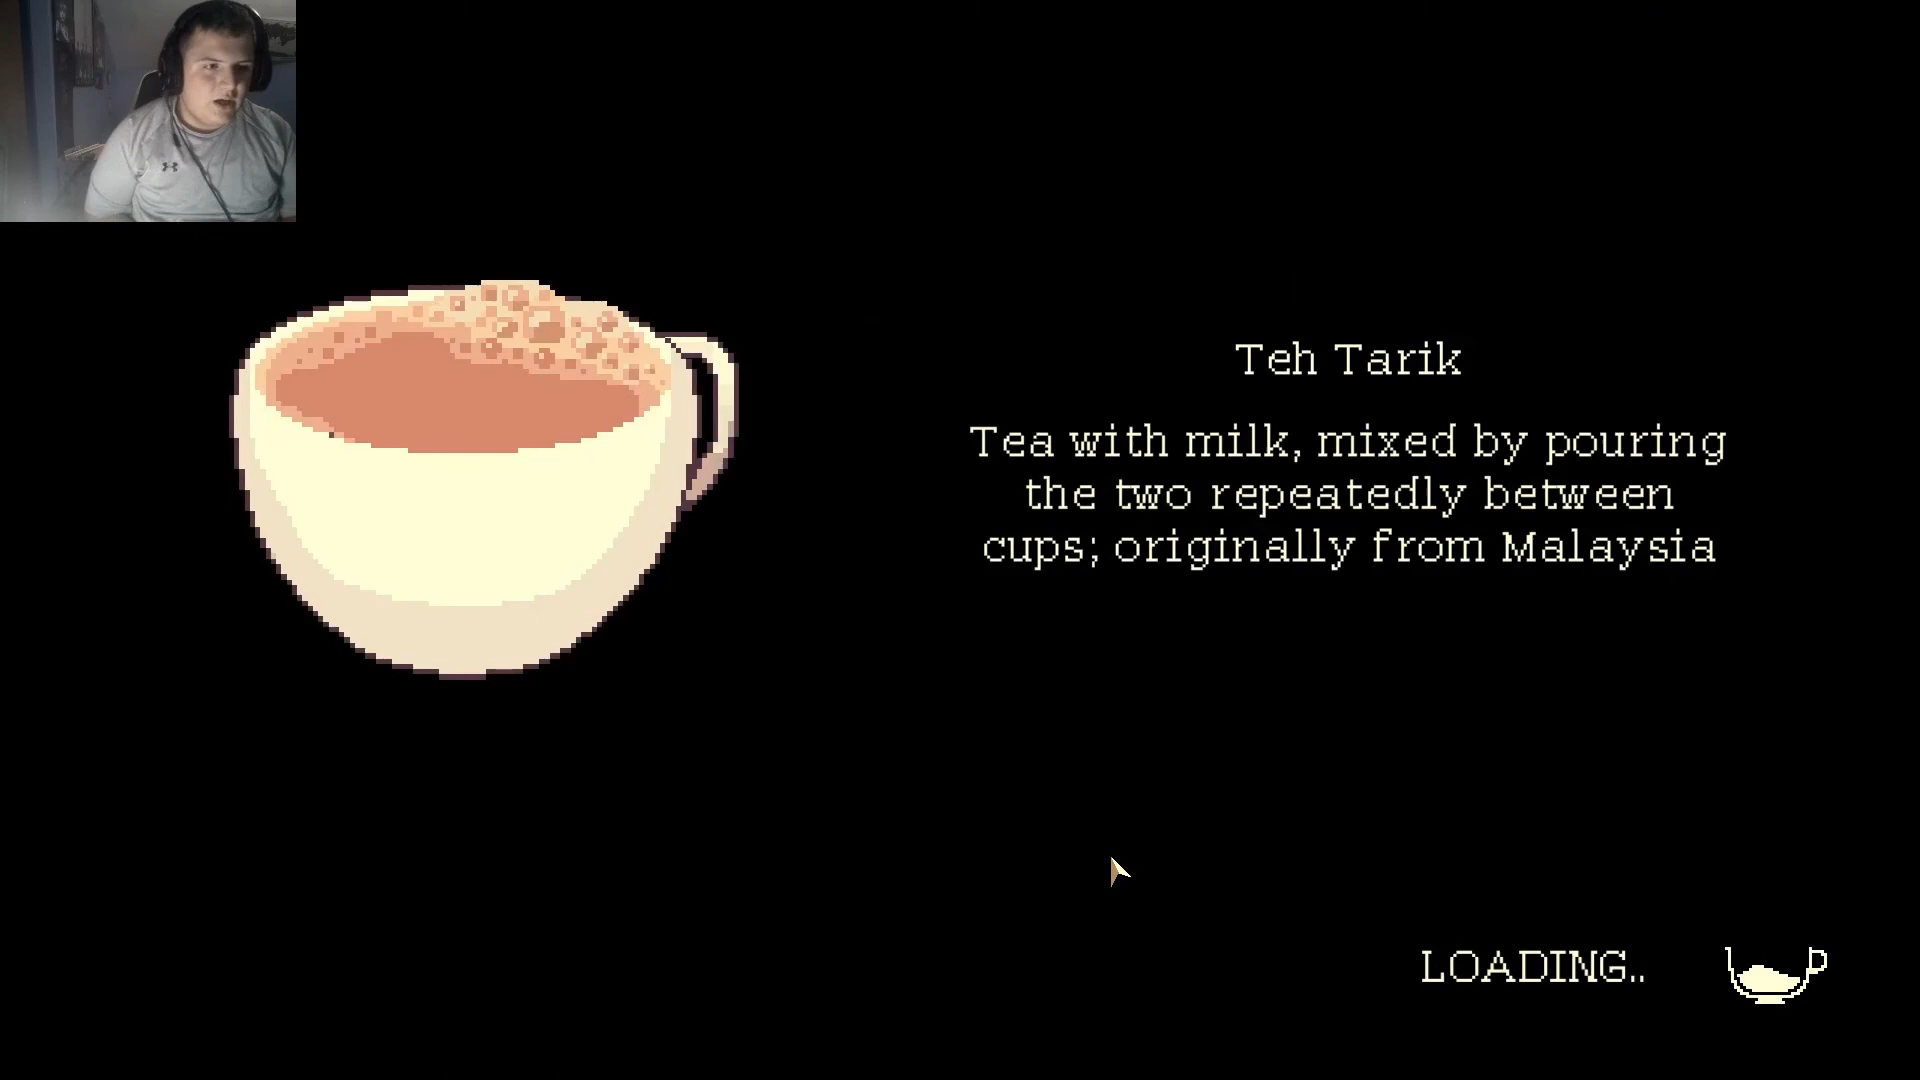 Teh Tarik
Tea with milk, mixed by pouring
the two repeatedly between
cups; originally from Malaysia
LOADING..